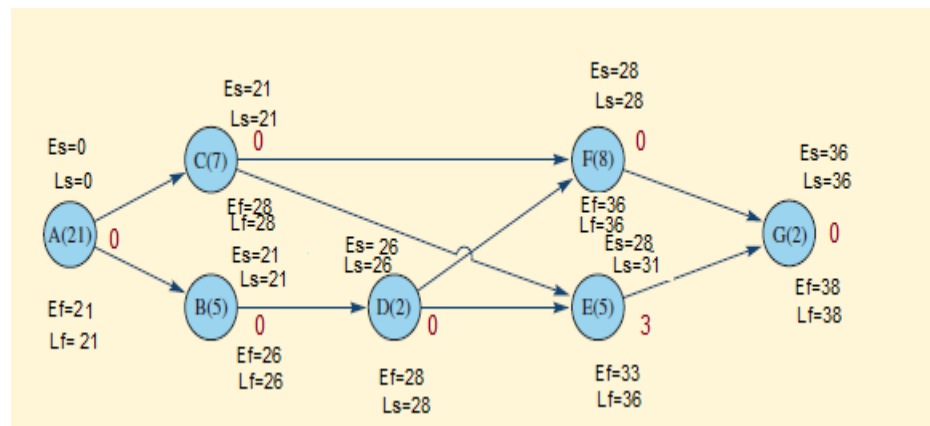 Es=0
Ls=0
A(21)
0
Ef=21
Lf= 21
Es=21
Ls=21
0
C(7)
Ef=28
Lf=28
Es=21
Ls=21
B(5)
0
Ef=26
Lf=26
Es= 26
Ls=26
D(2)
0
Ef=28
Ls=28
Es=28
Ls=28
0
F(8)
Ef=36
Lf=36
Es=28
Ls=31
E(5)
3
Ef=33
Lf=36
Es=36
Ls=36
G(2)
0
Ef=38
Lf=38